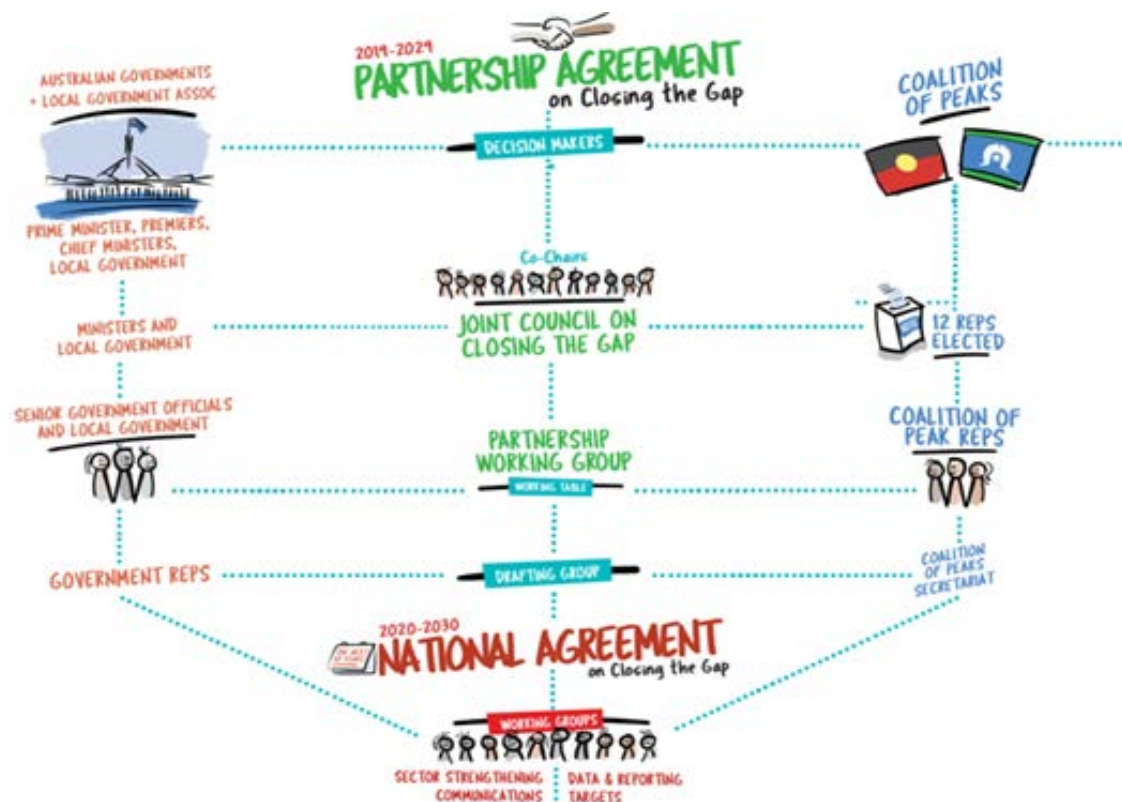 2019-2029
PARTNERSHIP AGREEMENT
on Closing the Gap
AUSTRALIAN GOVERNMENTS
+ LOCAL GOVERNMENT ASSOC
DECISION MAKERS
COALITION
OF PEAKS
PRIME MINISTER, PREMIERS,
CHIEF MINISTERS,
LOCAL GOVERNMENT
Co-Chairs
MINISTERS AND
LOCAL GOVERNMENT
JOINT COUNCIL ON
CLOSING THE GAP
12 REPS
ELECTED
SENIOR GOVERNMENT OFFICIALS
AND LOCAL GOVERNMENT
PARTNERSHIP
WORKING GROUP
WORKING TABLE
COALITION OF
PEAK REPS
GOVERNMENT REPS
DRAFTING GROUP
COALITION
OF PEAKS
SECRETARIAT
2020-2030
NATIONAL AGREEMENT
on Closing the Gap
WORKING GROUPS
SECTOR STRENGTHENING
COMMUNICATIONS
DATA & REPORTING
TARGETS